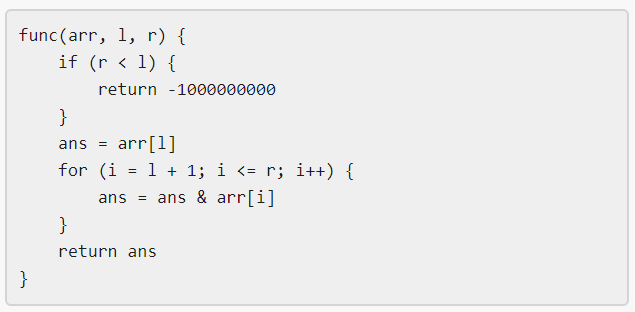 func(arr, l, r) {
    if (r < l) {
        return -1000000000
    }
    ans = arr[l]
    for (i = l + 1; i <= r; i++) {
        ans = ans & arr[i]
    }
    return ans
}